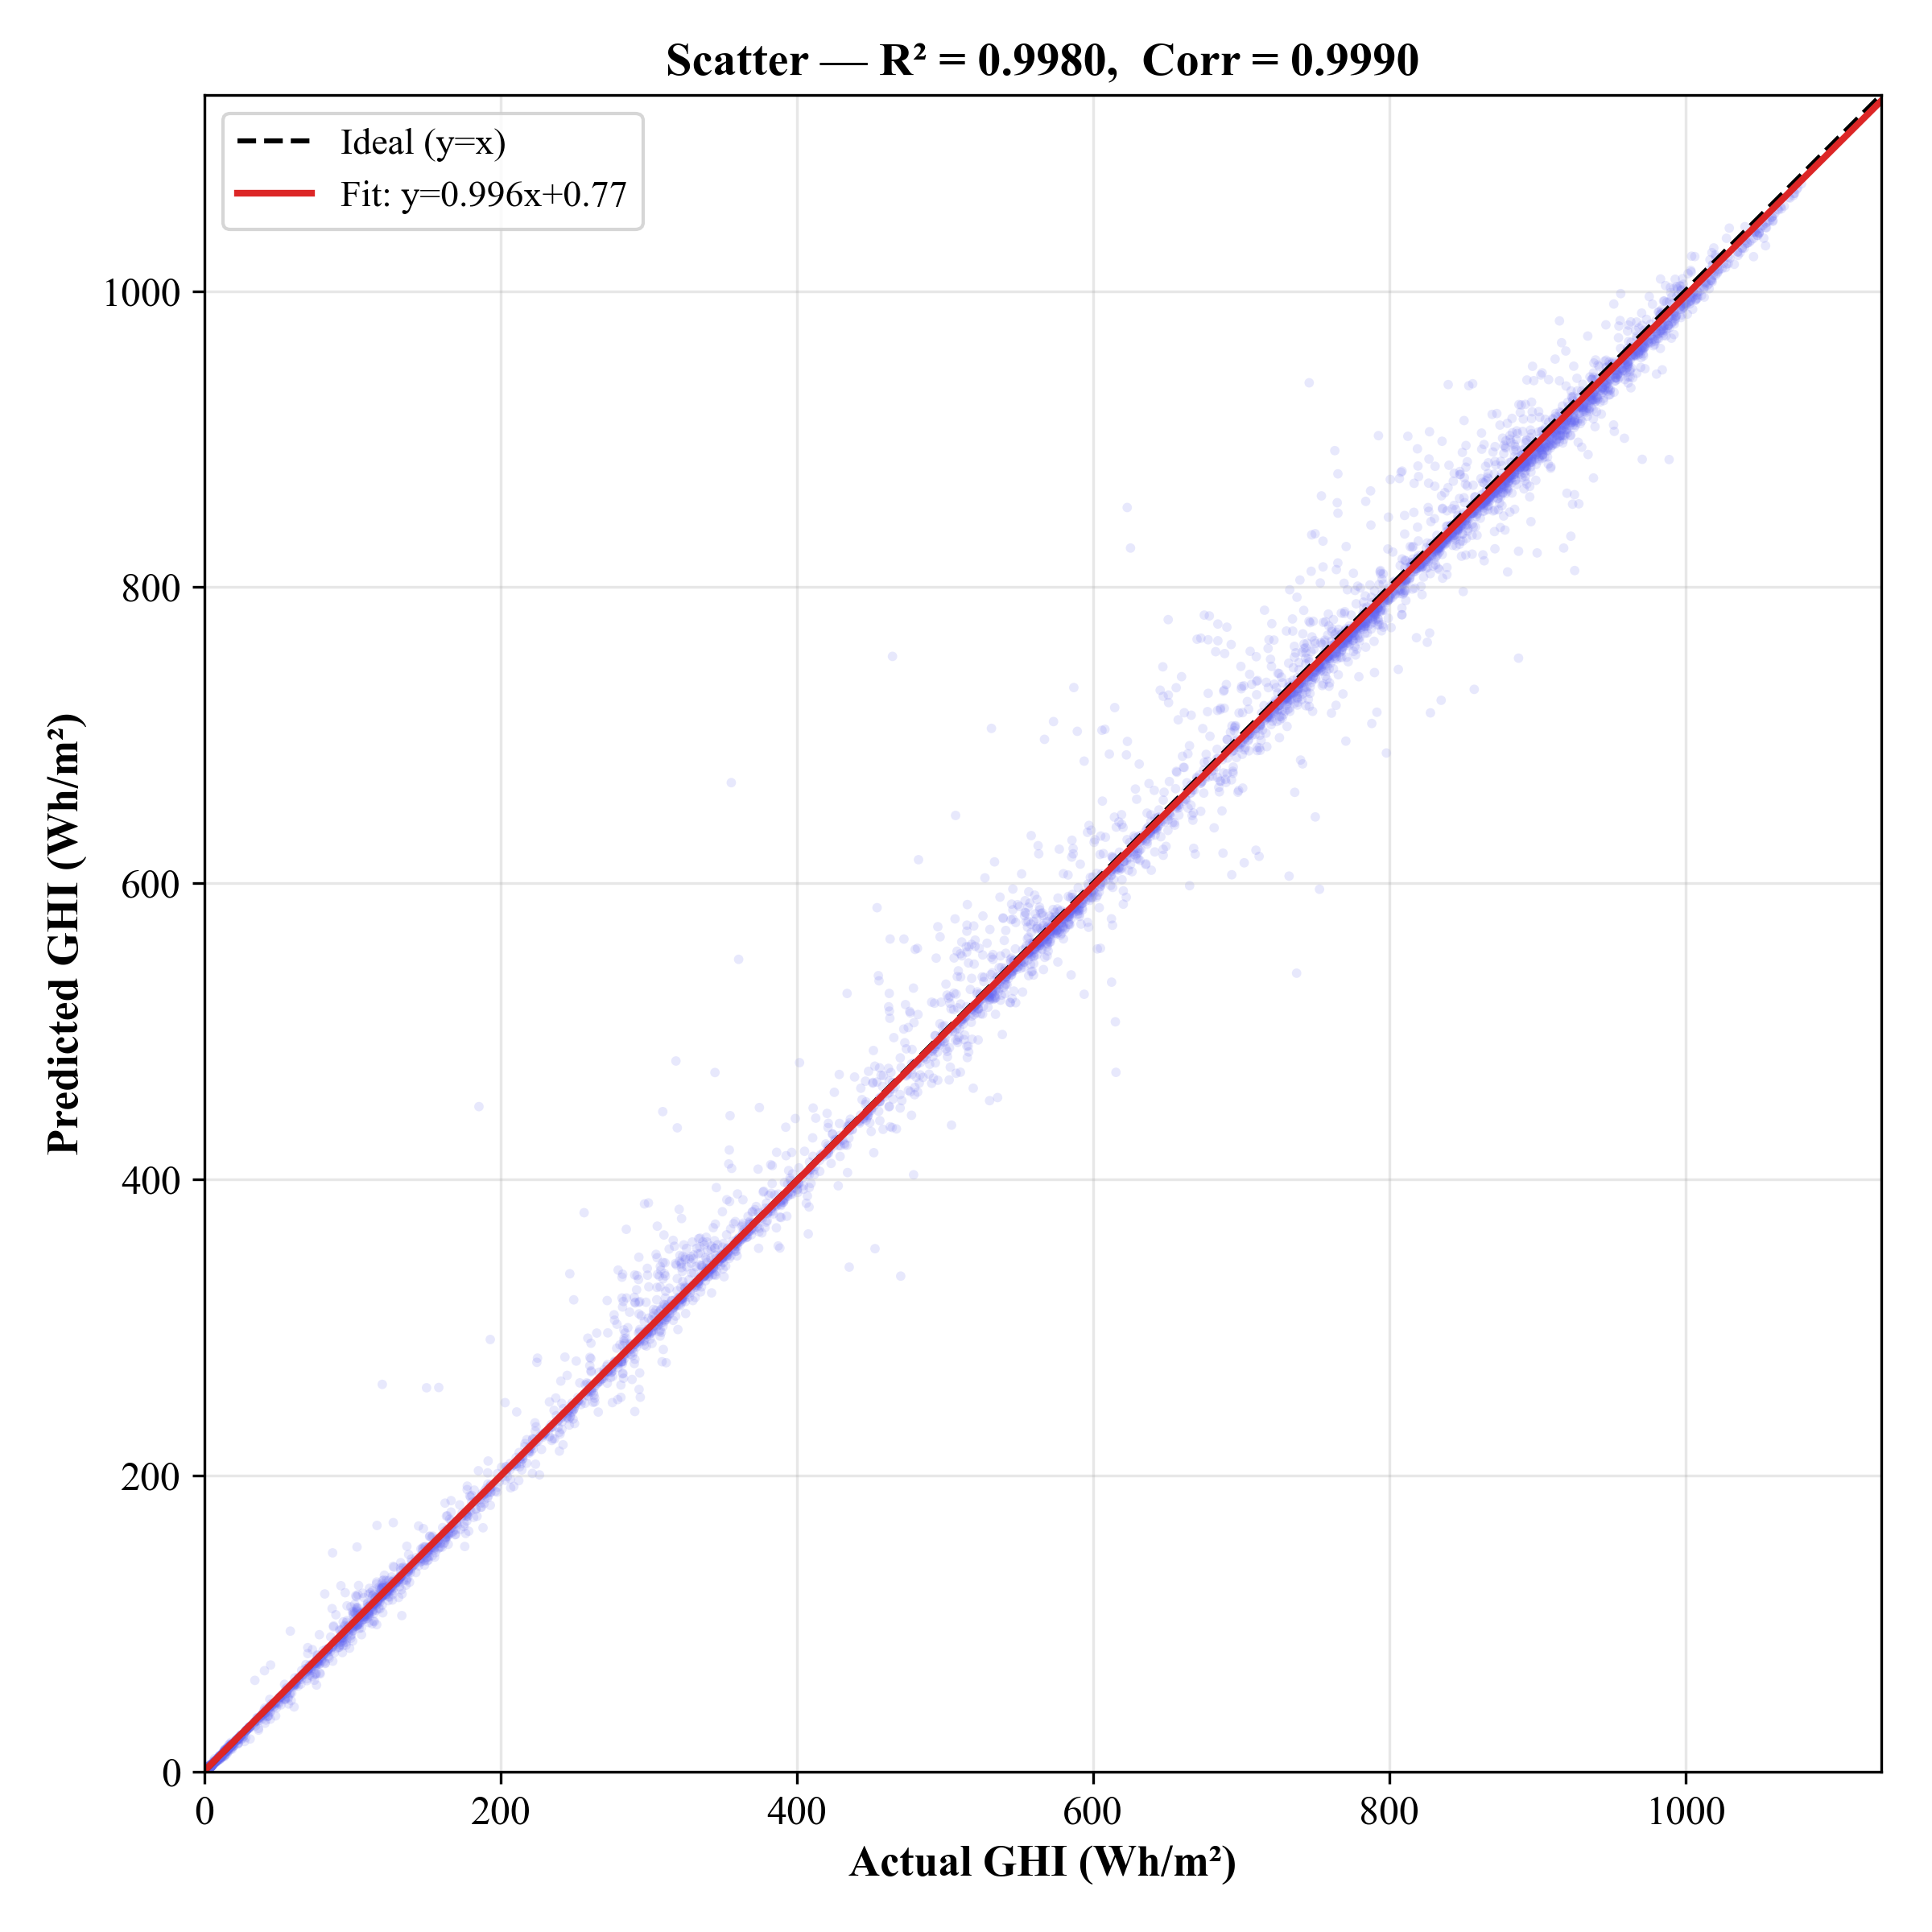 Scatter — R² = 0.9980, Corr = 0.9990
Ideal (y=x)
Fit: y=0.996x+0.77
Predicted GHI (Wh/m²)
1000
800
600
400
200
0
0 200 400 600 800 1000
Actual GHI (Wh/m²)